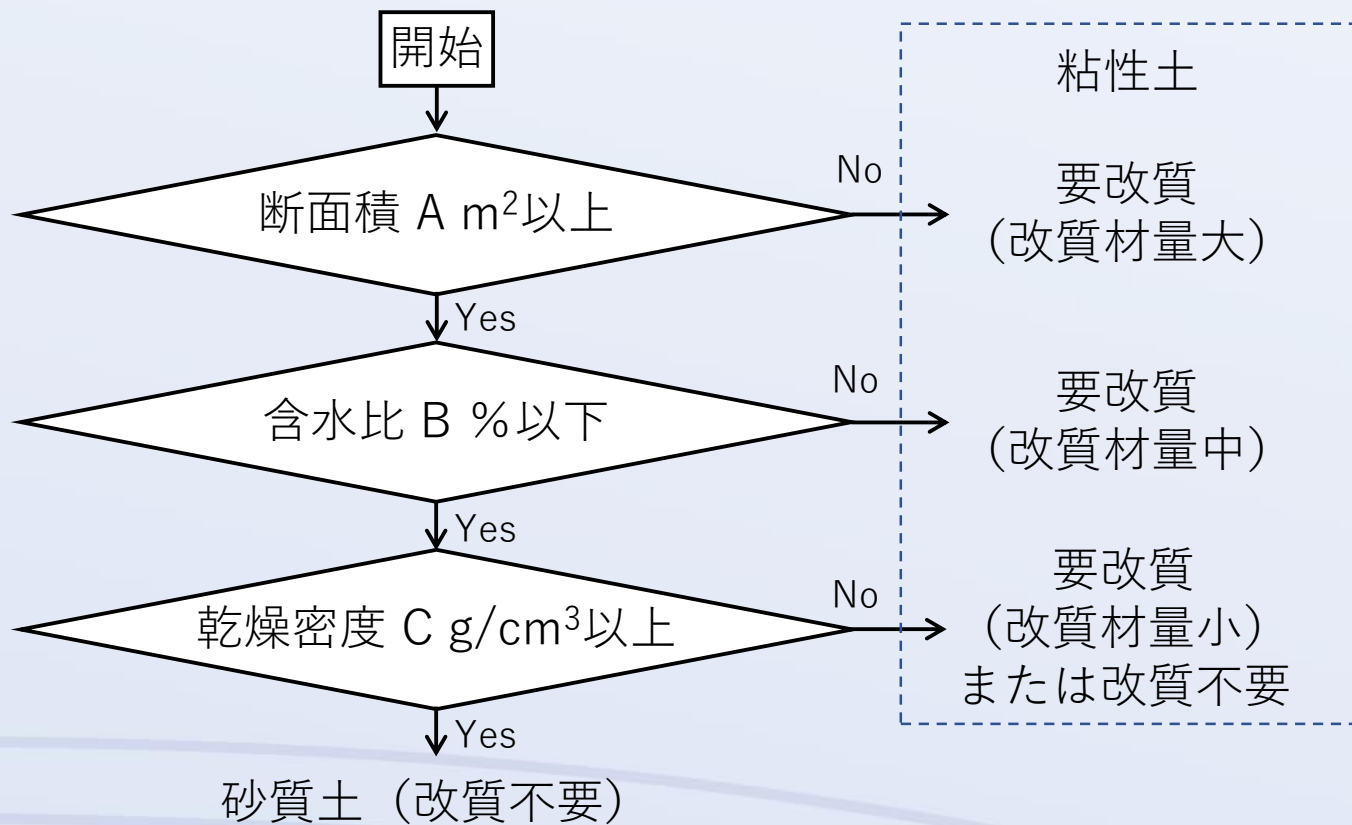 開始
粘性土
断面積 A m²以上
No
要改質
（改質材量大）
Yes
含水比 B %以下
No
要改質
（改質材量中）
Yes
乾燥密度 C g/cm³以上
No
要改質
（改質材量小）
または改質不要
Yes
砂質土（改質不要）